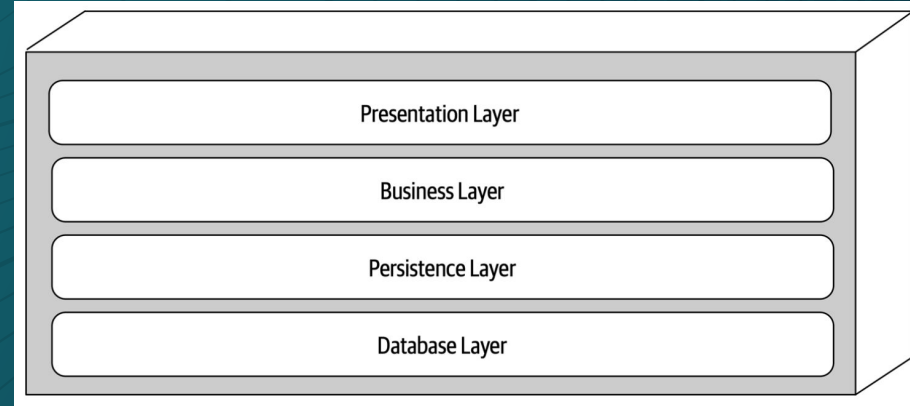 Presentation Layer
Business Layer
Persistence Layer
Database Layer